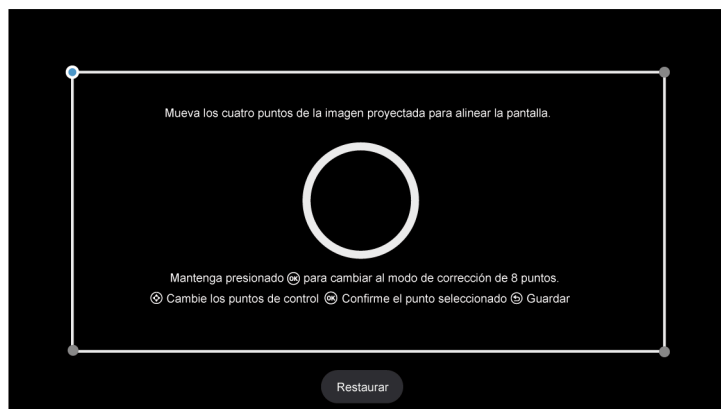 Mueva los cuatro puntos de la imagen proyectada para alinear la pantalla.
Mantenga presionado OK para cambiar al modo de corrección de 8 puntos.
Cambie los puntos de control OK Confirme el punto seleccionado Guardar
Restaurar